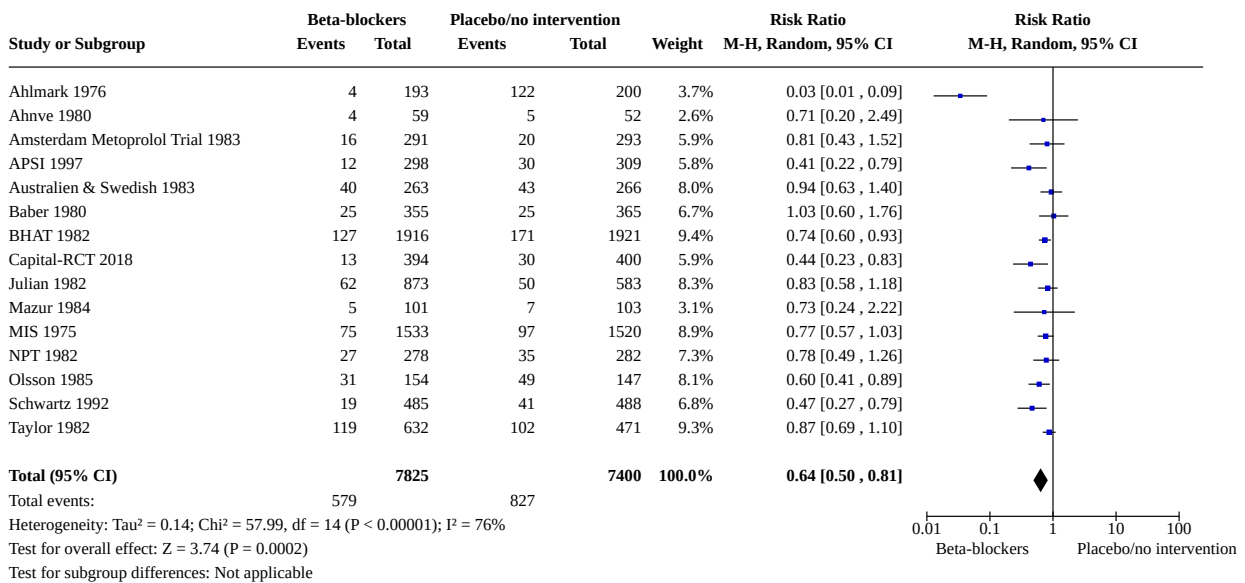 Beta-blockers Placebo/no intervention Risk Ratio Risk Ratio
Study or Subgroup Events Total Events Total Weight M-H, Random, 95% CI M-H, Random, 95% CI
Ahlmark 1976 4 193 122 200 3.7% 0.03 [0.01 , 0.09]
Ahnve 1980 4 59 5 52 2.6% 0.71 [0.20 , 2.49]
Amsterdam Metoprolol Trial 1983 16 291 20 293 5.9% 0.81 [0.43 , 1.52]
APSI 1997 12 298 30 309 5.8% 0.41 [0.22 , 0.79]
Australien & Swedish 1983 40 263 43 266 8.0% 0.94 [0.63 , 1.40]
Baber 1980 25 355 25 365 6.7% 1.03 [0.60 , 1.76]
BHAT 1982 127 1916 171 1921 9.4% 0.74 [0.60 , 0.93]
Capital-RCT 2018 13 394 30 400 5.9% 0.44 [0.23 , 0.83]
Julian 1982 62 873 50 583 8.3% 0.83 [0.58 , 1.18]
Mazur 1984 5 101 7 103 3.1% 0.73 [0.24 , 2.22]
MIS 1975 75 1533 97 1520 8.9% 0.77 [0.57 , 1.03]
NPT 1982 27 278 35 282 7.3% 0.78 [0.49 , 1.26]
Olsson 1985 31 154 49 147 8.1% 0.60 [0.41 , 0.89]
Schwartz 1992 19 485 41 488 6.8% 0.47 [0.27 , 0.79]
Taylor 1982 119 632 102 471 9.3% 0.87 [0.69 , 1.10]
Total (95% CI) 7825 7400 100.0% 0.64 [0.50 , 0.81]
Total events: 579 827
Heterogeneity: Tau² = 0.14; Chi² = 57.99, df = 14 (P < 0.00001); I² = 76%
Test for overall effect: Z = 3.74 (P = 0.0002)
Test for subgroup differences: Not applicable
0.01 0.1 1 10 100
Beta-blockers Placebo/no intervention